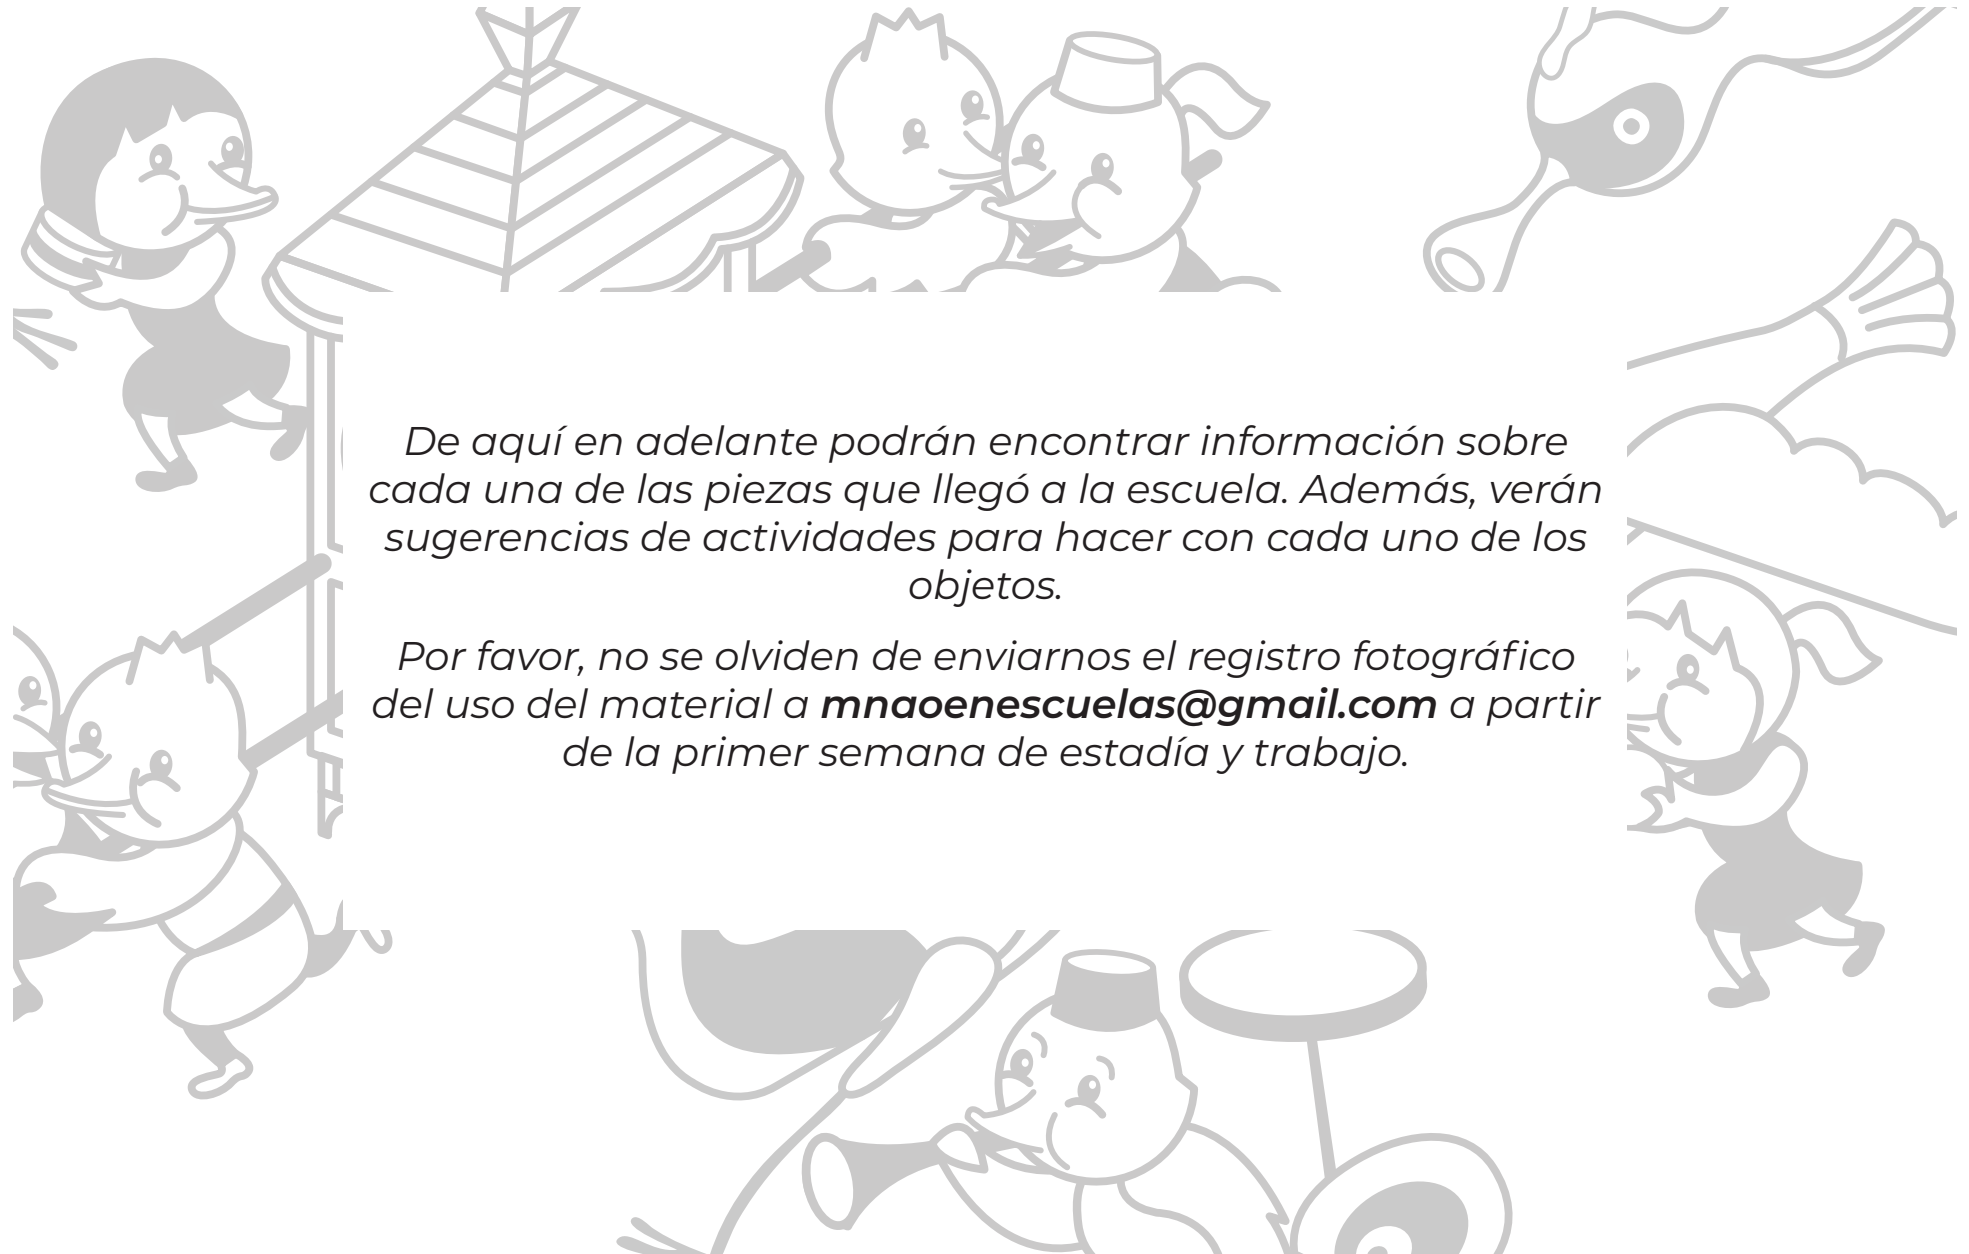 De aquí en adelante podrán encontrar información sobre
cada una de las piezas que llegó a la escuela. Además, verán
sugerencias de actividades para hacer con cada uno de los
objetos.
Por favor, no se olviden de enviarnos el registro fotográfico
del uso del material a mnaoenescuelas@gmail.com a partir
de la primer semana de estadía y trabajo.